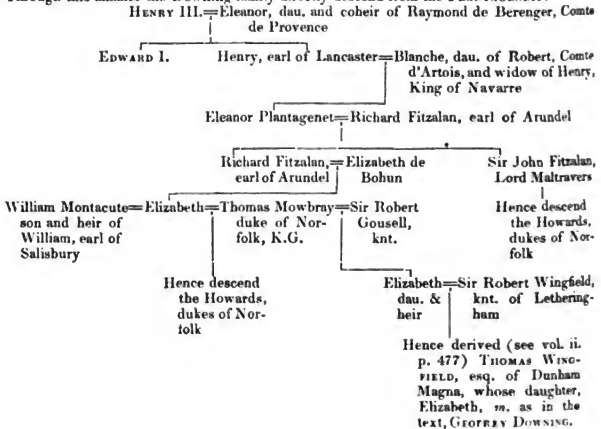 HENRY III.=Eleanor, dau. and coheir of Raymond de Berenger, Comte
de Provence
EDWARD I.
Henry, earl of Lancaster=Blanche, dau. of Robert, Comte
d'Artois, and widow of Henry,
King of Navarre
Eleanor Plantagenet=Richard Fitzalan, earl of Arundel
Richard Fitzalan,=Elizabeth de
earl of Arundel
Bohun
Sir John Fitzalan,
Lord Maltravers
William Montacute=Elizabeth=Thomas Mowbray=Sir Robert
son and heir of
William, earl of
Salisbury
duke of Nor-
folk, K.G.
Gousell,
knt.
Hence descend
the Howards,
dukes of Nor-
folk
Hence descend
the Howards,
dukes of Nor-
folk
Elizabeth=Sir Robert Wingfield,
dau. &
heir
knt. of Lethering-
ham
Hence derived (see vol. ii.
p. 477) THOMAS WING-
FIELD, esq. of Dunham
Magna, whose daughter,
Elizabeth, m. as in the
text, GEOFREY DOWNING.